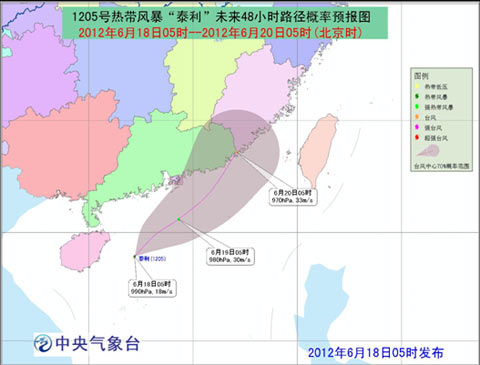 1205号热带风暴“泰利”未来48小时路径概率预报图
2012年6月18日05时--2012年6月20日05时(北京时)
图例
热带低压
热带风暴
强热带风暴
台风
强台风
超强台风
台风中心70%概率范围
6月20日05时
970hPa,33m/s
6月19日05时
980hPa,30m/s
泰利(1205)
6月18日05时
990hPa,18m/s
中央气象台
2012年6月18日05时发布